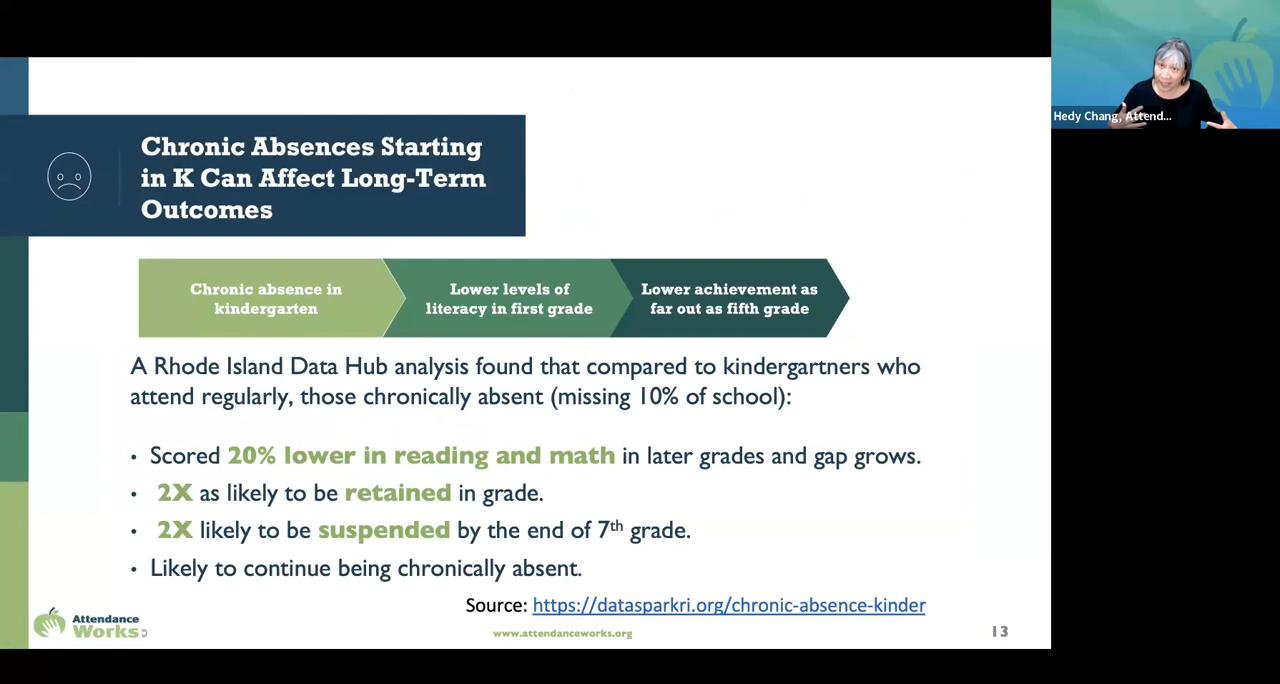 Chronic Absences Starting
in K Can Affect Long-Term
Outcomes
Hedy Chang, Attend...
Chronic absence in
kindergarten
Lower levels of
literacy in first grade
Lower achievement as
far out as fifth grade
A Rhode Island Data Hub analysis found that compared to kindergartners who
attend regularly, those chronically absent (missing 10% of school):
• Scored 20% lower in reading and math in later grades and gap grows.
• 2X as likely to be retained in grade.
• 2X likely to be suspended by the end of 7th grade.
• Likely to continue being chronically absent.
Source: https://datasparkri.org/chronic-absence-kinder
Attendance
Works
www.attendanceworks.org
13